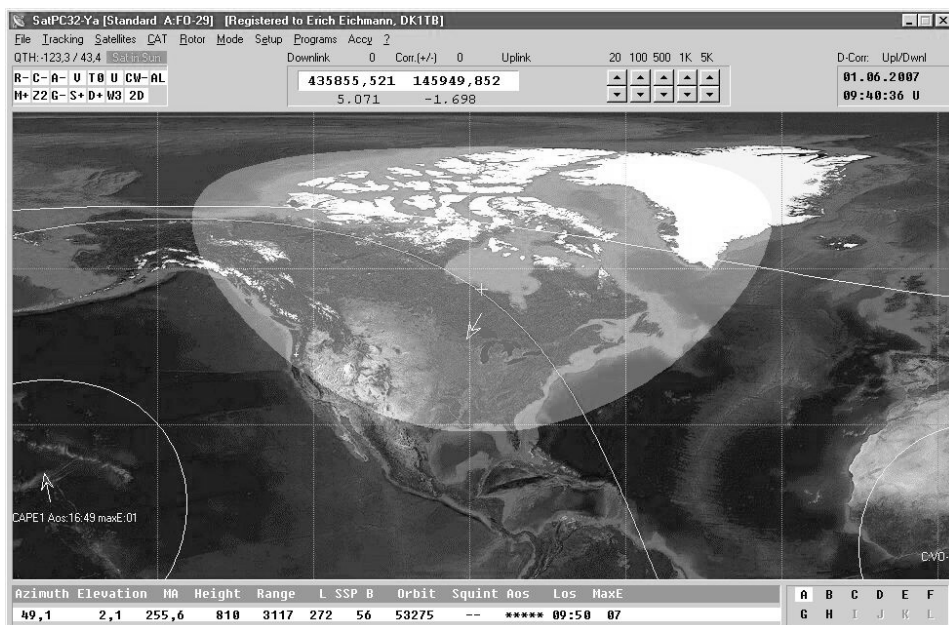 SatPC32-Ya [Standard A:FO-29] [Registered to Erich Eichmann, DK1TB]
File Tracking Satellites CAT Rotor Mode Setup Programs Accy ?
QTH:-123,3 / 43,4 Sat in Sun Downlink 0 Corr.(+/-) 0 Uplink 20 100 500 1K 5K D-Corr: Upl/Dwnl
R- C- A- V T0 U CW- AL 435855,521 145949,852 01.06.2007
M+ Z2 G- S+ D+ W3 2D 5.071 -1.698 09:40:36 U
CAPE1 Aos:16:49 maxE:01
C:VO-
Azimuth Elevation MA Height Range L SSP B Orbit Squint Aos Los MaxE A B C D E F
49,1 2,1 255,6 810 3117 272 56 53275 -- ***** 09:50 07 G H I J K L